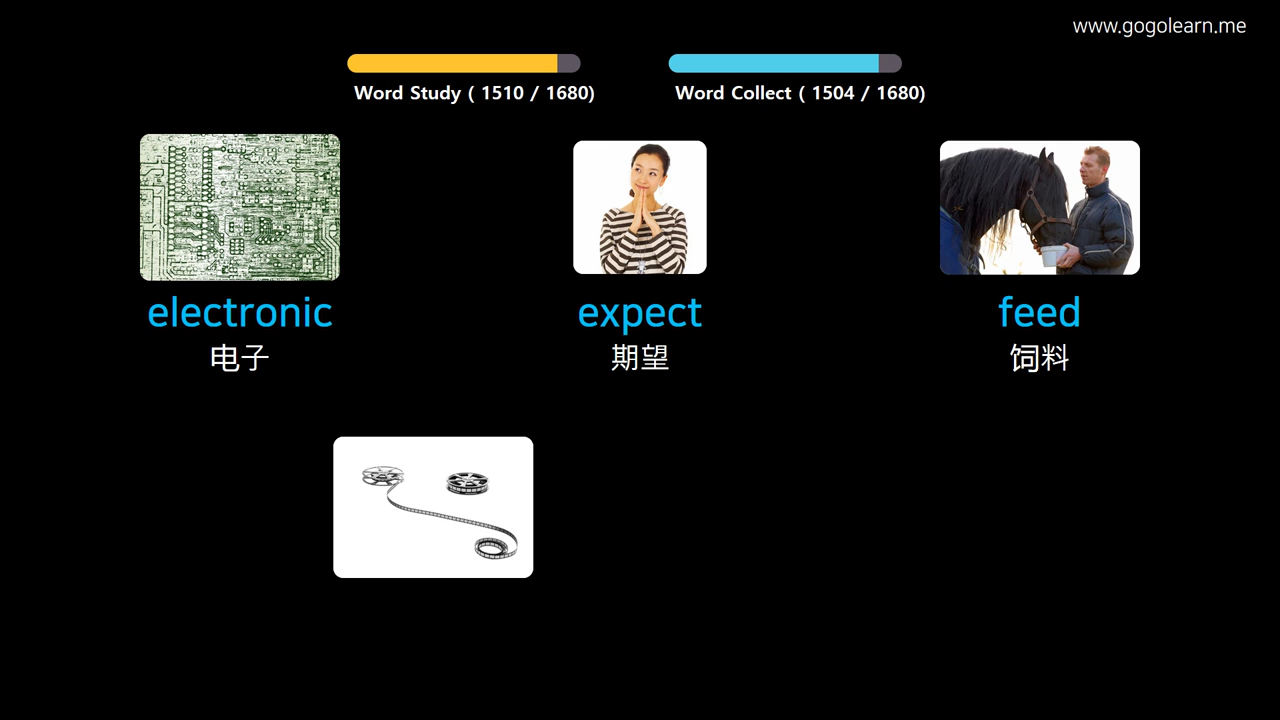 www.gogolearn.me
Word Study ( 1510 / 1680)
Word Collect ( 1504 / 1680)
electronic
expect
feed
电子
期望
饲料